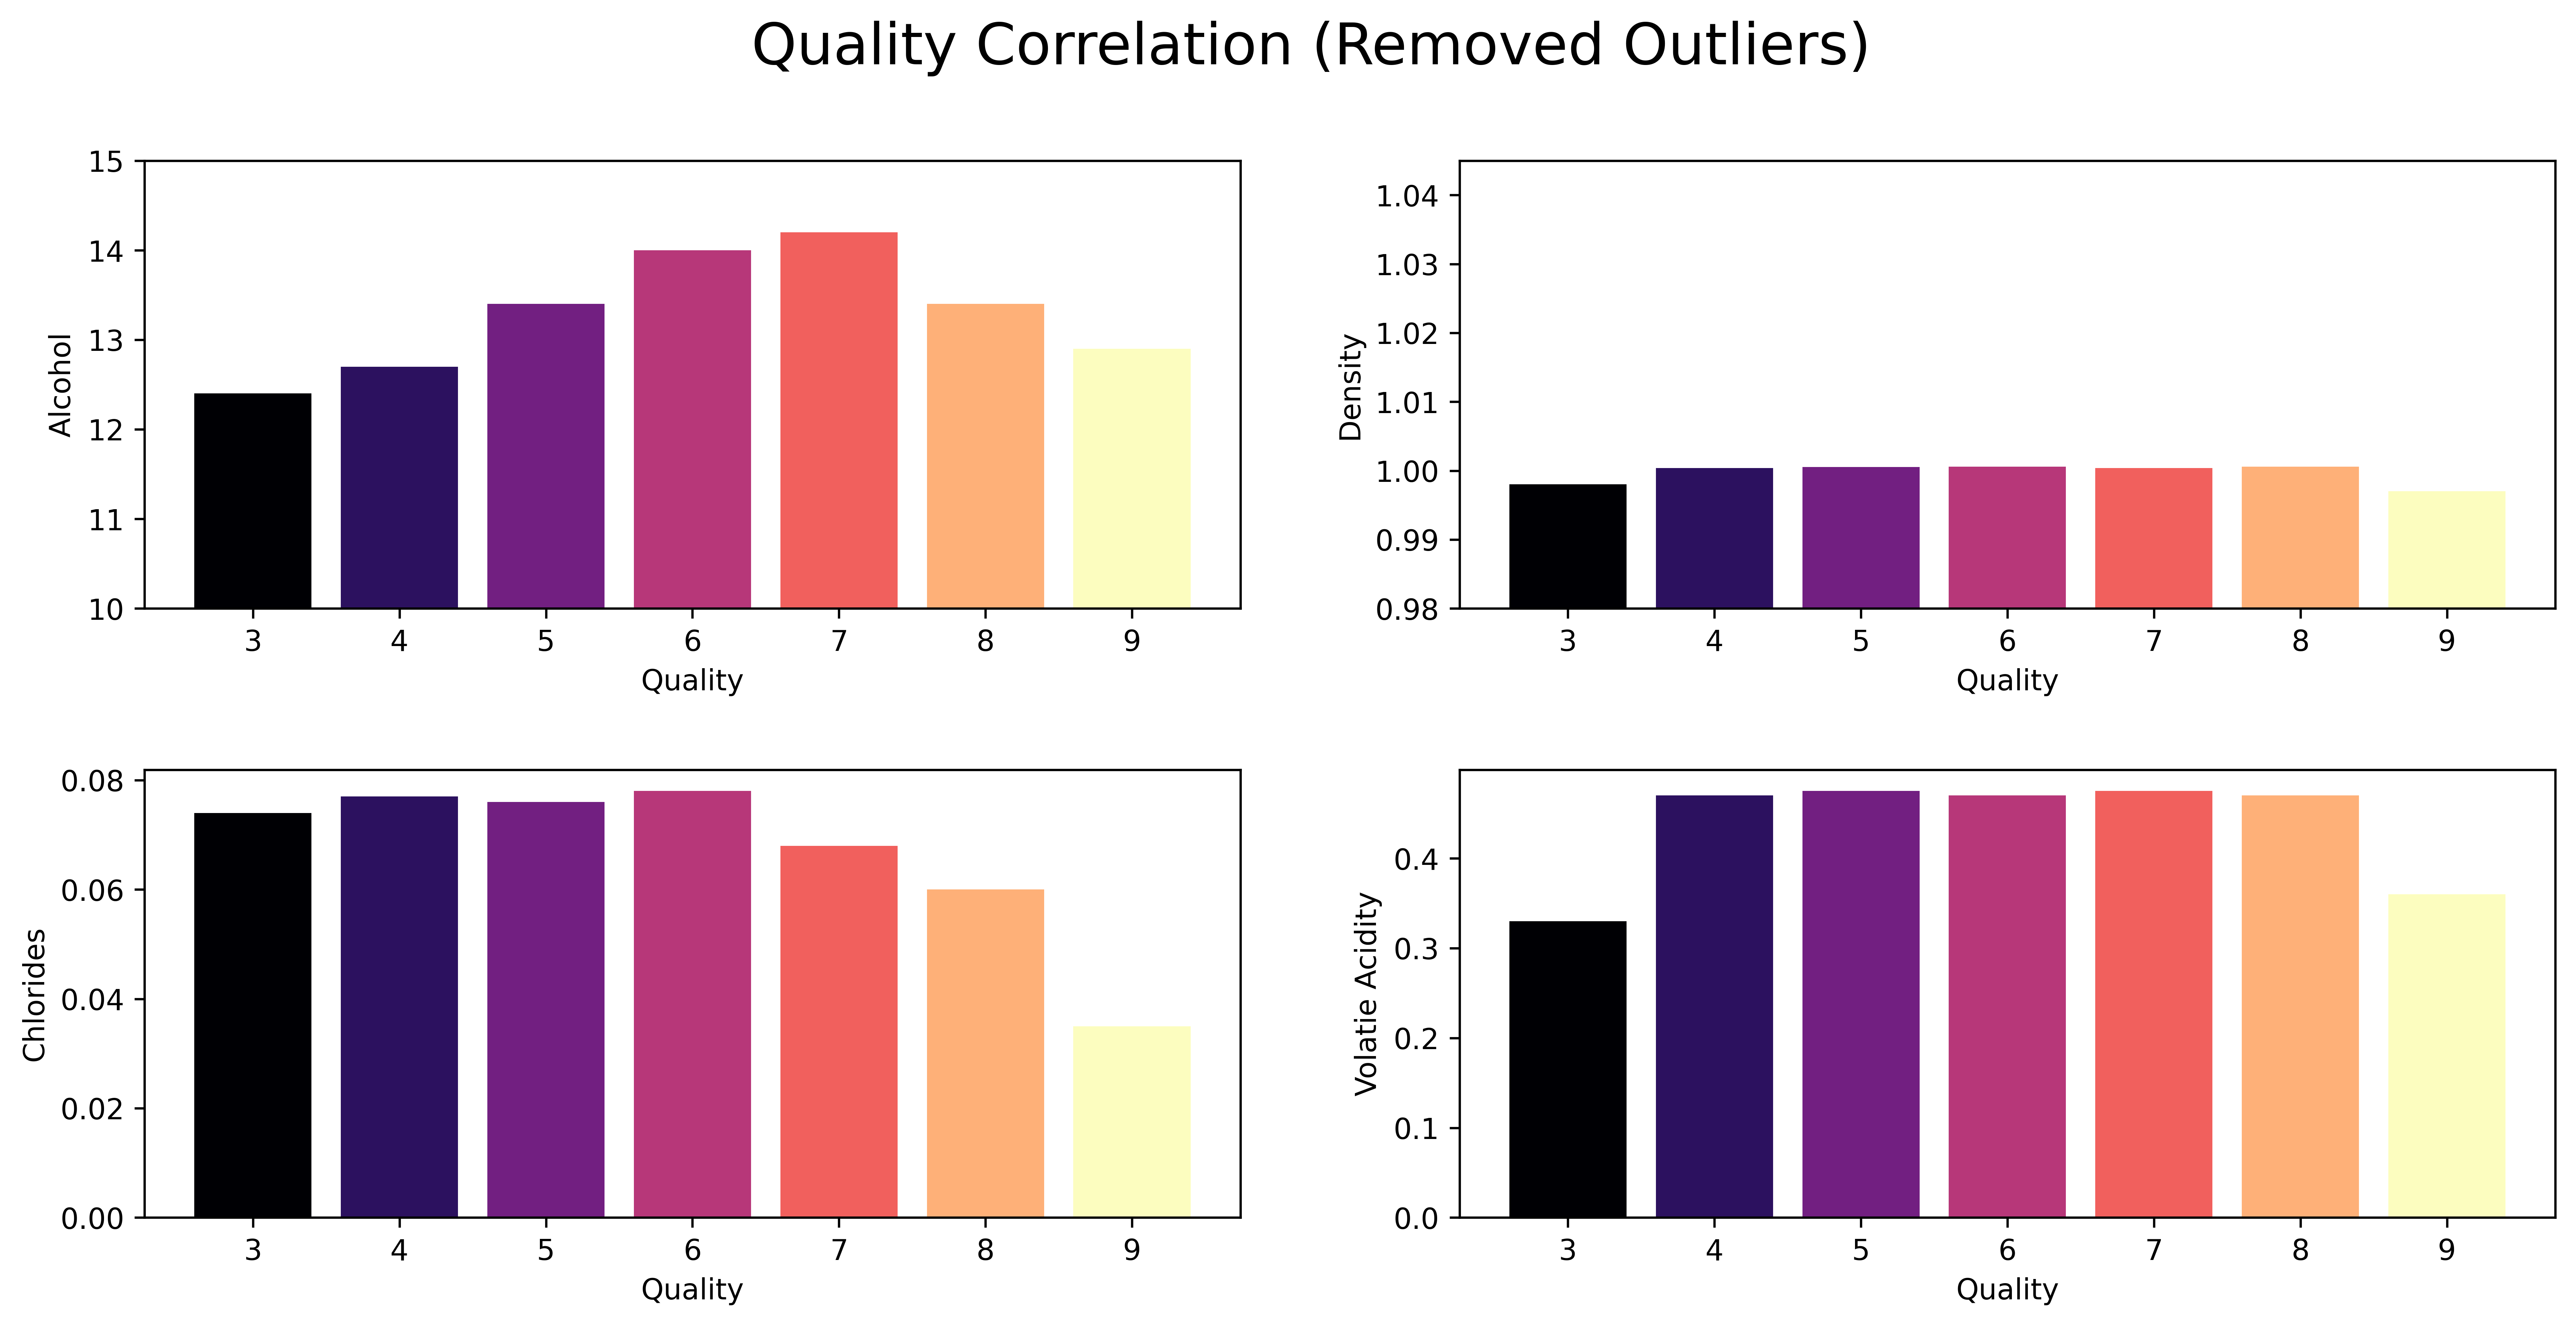 Quality Correlation (Removed Outliers)
15
14
13
12
11
10
Alcohol
3 4 5 6 7 8 9
Quality
1.04
1.03
1.02
1.01
1.00
0.99
0.98
Density
3 4 5 6 7 8 9
Quality
0.08
0.06
0.04
0.02
0.00
Chlorides
3 4 5 6 7 8 9
Quality
0.4
0.3
0.2
0.1
0.0
Volatie Acidity
3 4 5 6 7 8 9
Quality